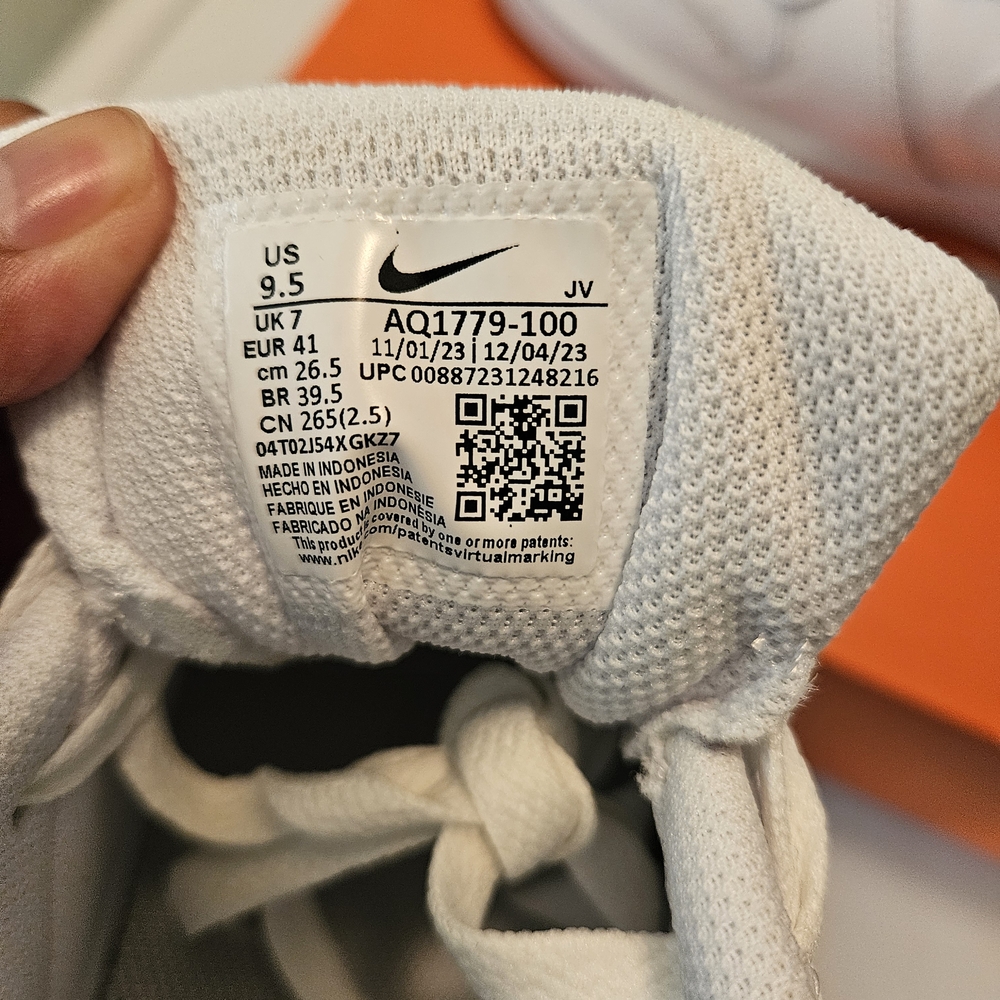 US
9.5
JV
UK 7
EUR 41
cm 26.5
BR 39.5
CN 265(2.5)
AQ1779-100
11/01/23 | 12/04/23
UPC 00887231248216
04T02J54XGKZ7
MADE IN INDONESIA
HECHO EN INDONESIA
FABRIQUE EN INDONESIE
FABRICADO NA INDONÈSIA
This product is covered by one or more patents:
www.nike.com/patentsvirtualmarking